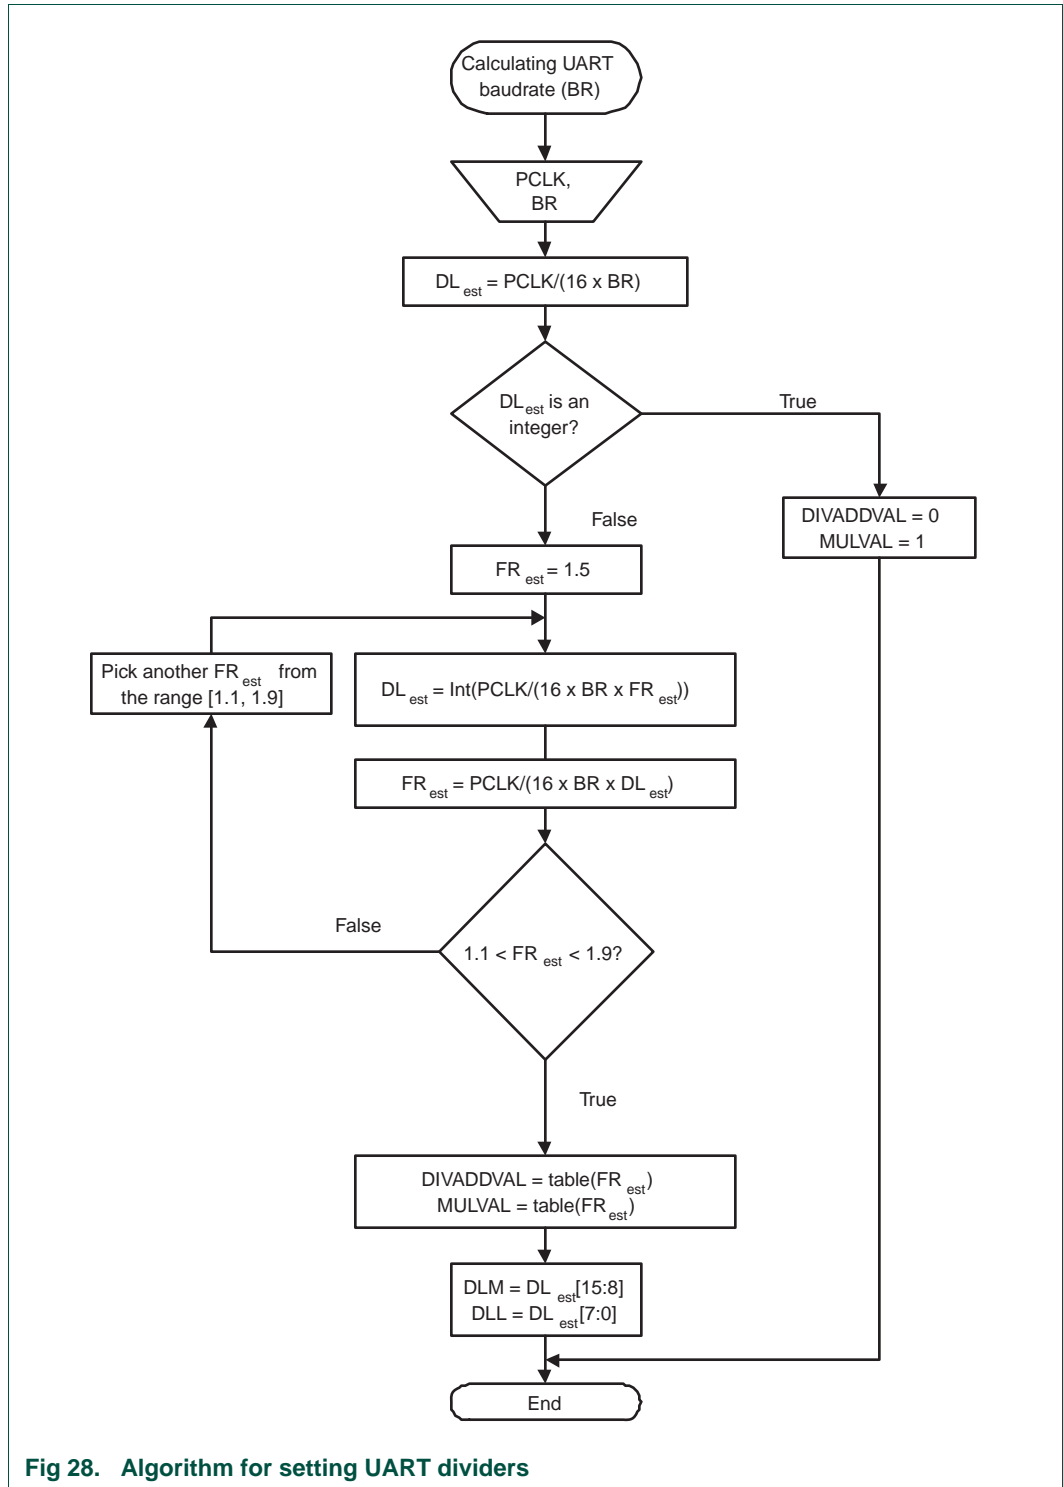 Calculating UART
baudrate (BR)
PCLK,
BR
DL est = PCLK/(16 x BR)
DL est is an
integer?
True
False
DIVADDVAL = 0
MULVAL = 1
FR est = 1.5
Pick another FR est from
the range [1.1, 1.9]
DL est = Int(PCLK/(16 x BR x FR est))
FR est = PCLK/(16 x BR x DL est)
False
1.1 < FR est < 1.9?
True
DIVADDVAL = table(FR est)
MULVAL = table(FR est)
DLM = DL est [15:8]
DLL = DL est [7:0]
End
Fig 28. Algorithm for setting UART dividers